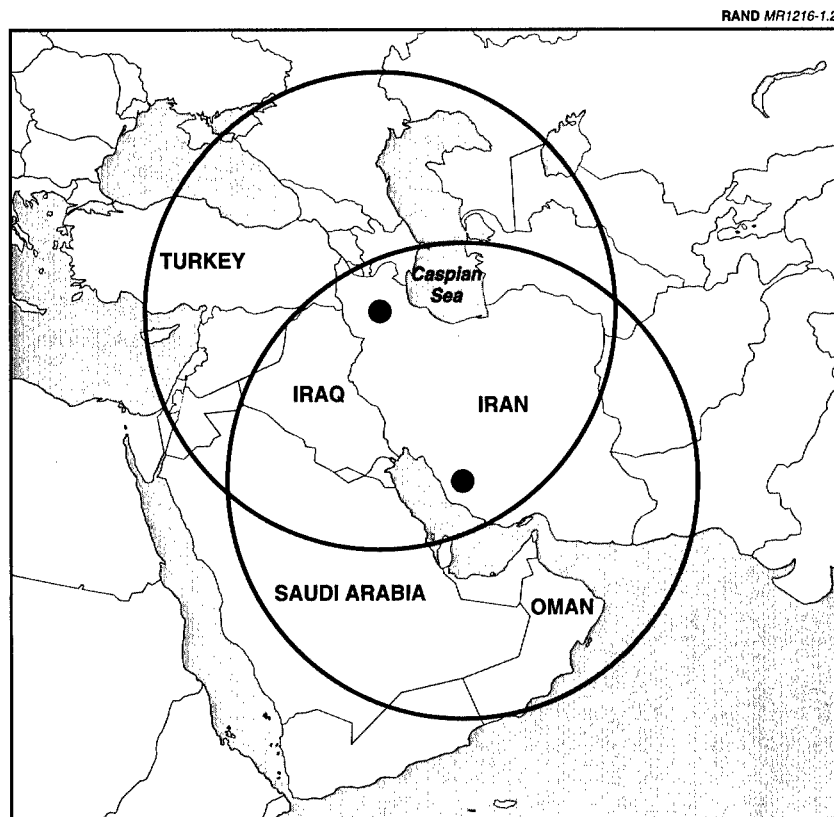 RAND MR1216-1.2
TURKEY
Caspian
Sea
IRAQ
IRAN
SAUDI ARABIA
OMAN